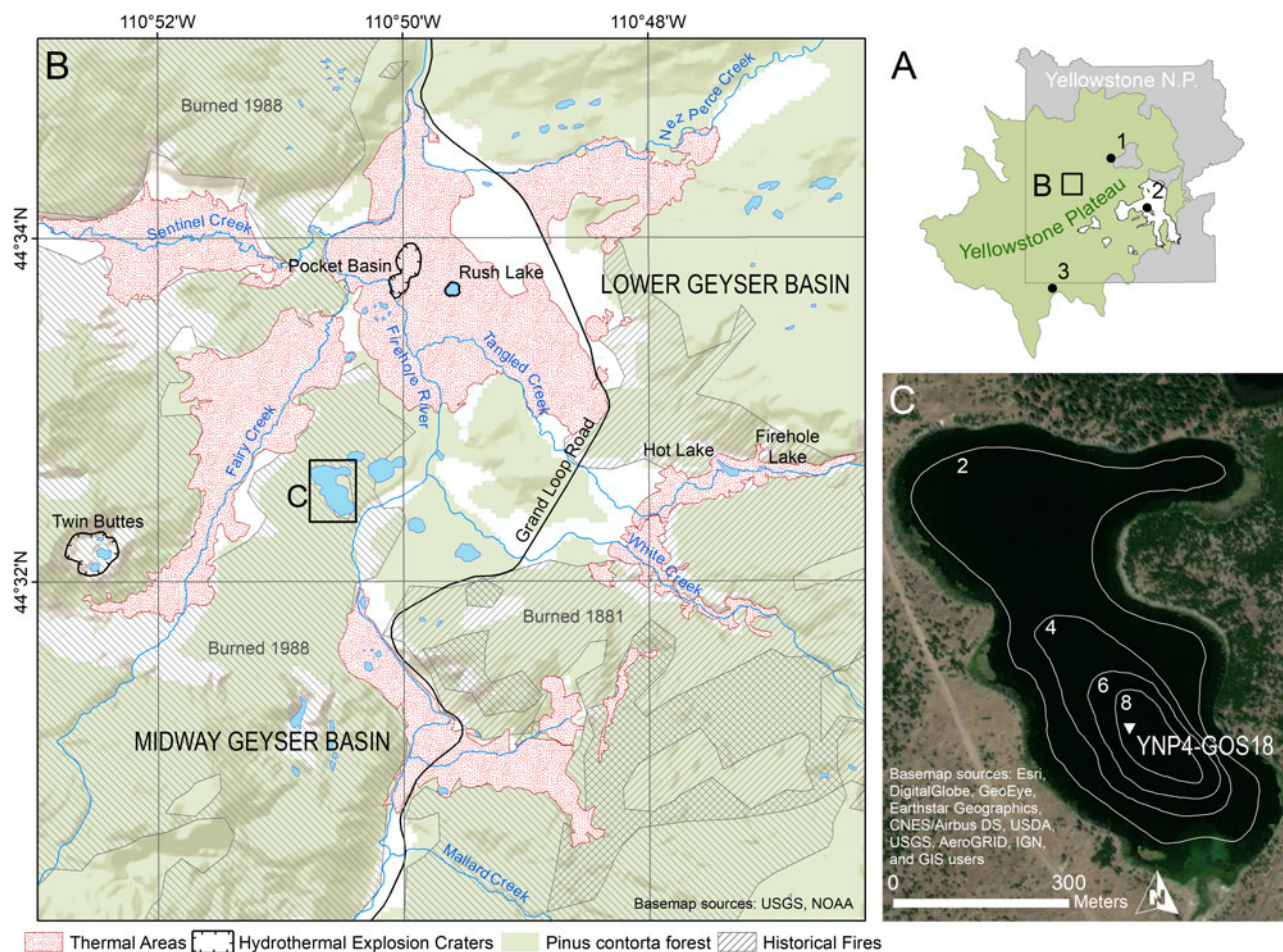 110°52'W
110°50'W
110°48'W
B
Burned 1988
Nez Perce Creek
44°34'N
Sentinel Creek
Pocket Basin
Rush Lake
LOWER GEYSER BASIN
Firehole River
Tangled Creek
Fairy Creek
Grand Loop Road
Hot Lake
Firehole
Lake
C
Twin Buttes
44°32'N
White Creek
Burned 1881
Burned 1988
MIDWAY GEYSER BASIN
Mallard Creek
Basemap sources: USGS, NOAA
A
Yellowstone N.P.
1
B
2
Yellowstone Plateau
3
C
2
4
6
8
YNP4-GOS18
Basemap sources: Esri,
DigitalGlobe, GeoEye,
Earthstar Geographics,
CNES/Airbus DS, USDA,
USGS, AeroGRID, IGN,
and GIS users
0
300
Meters
N
Thermal Areas
Hydrothermal Explosion Craters
Pinus contorta forest
Historical Fires